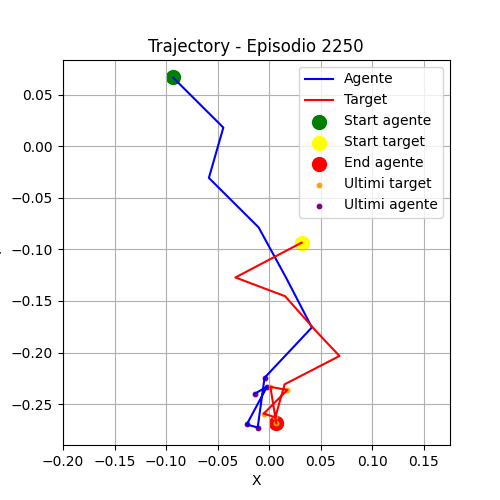 Trajectory - Episodio 2250
Agente
Target
Start agente
Start target
End agente
Ultimi target
Ultimi agente
0.05
0.00
−0.05
−0.10
−0.15
−0.20
−0.25
−0.20 −0.15 −0.10 −0.05 0.00 0.05 0.10 0.15
X